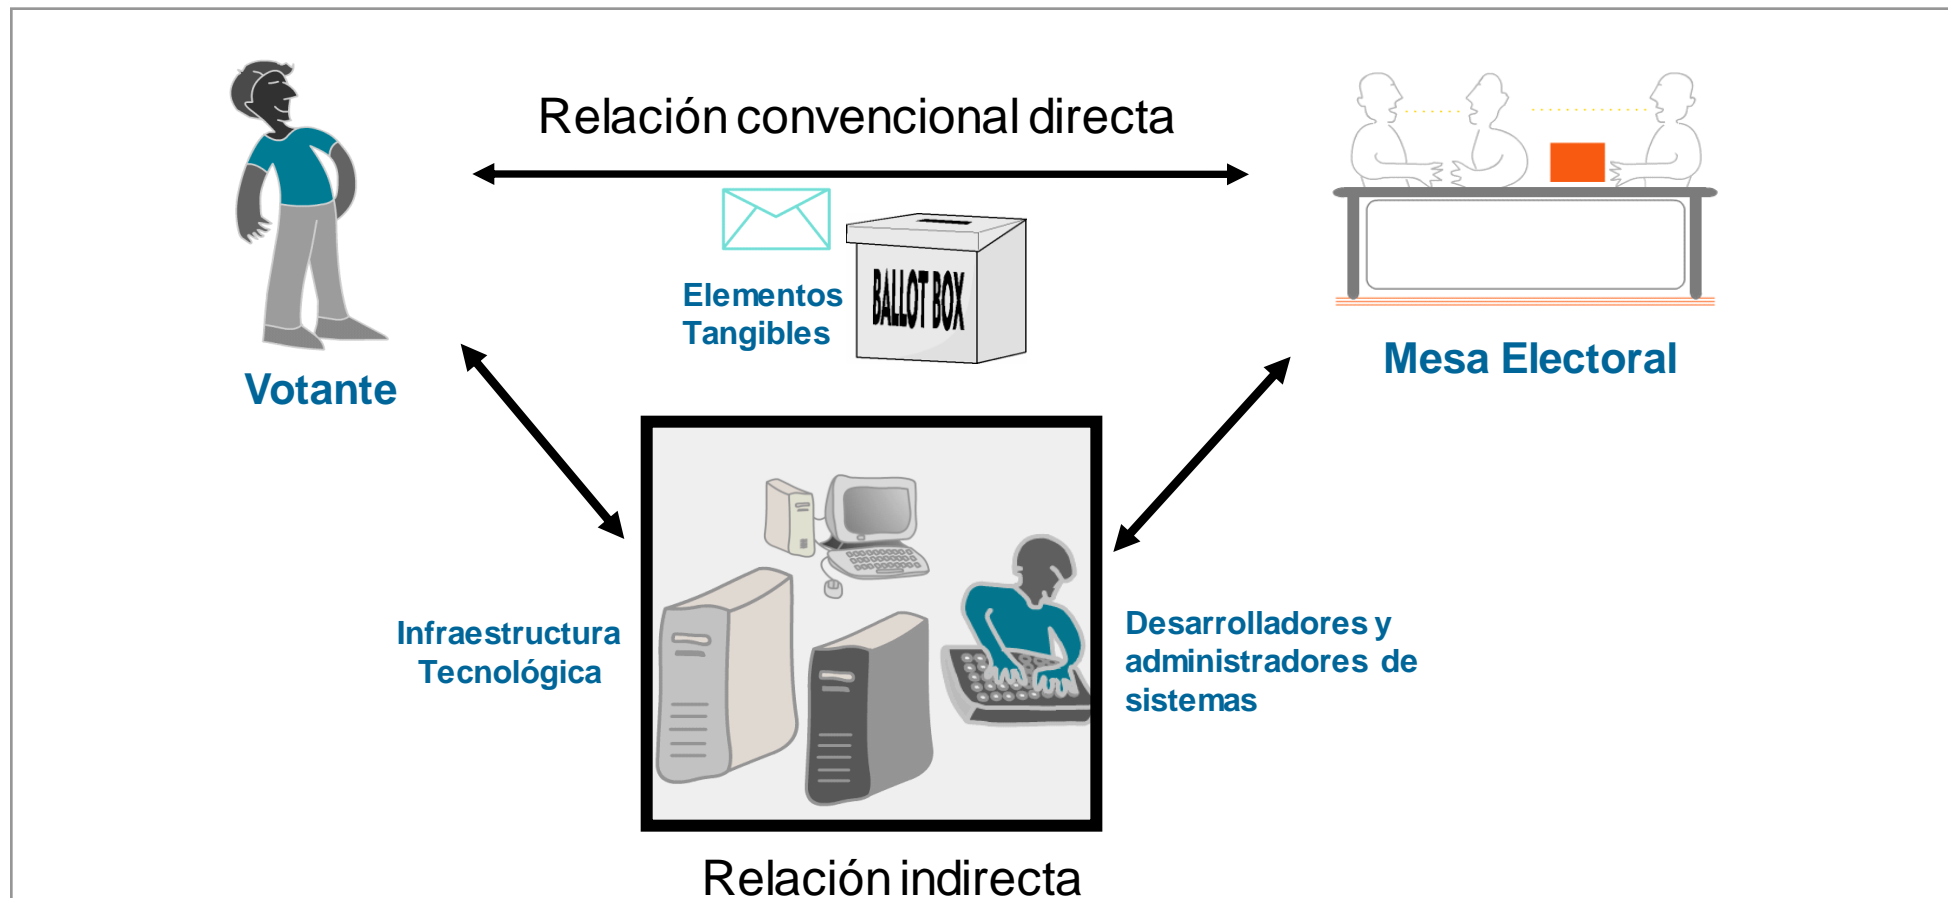 Relación convencional directa
Elementos
Tangibles
BALLOT BOX
Votante
Mesa Electoral
Infraestructura
Tecnológica
Desarrolladores y
administradores de
sistemas
Relación indirecta